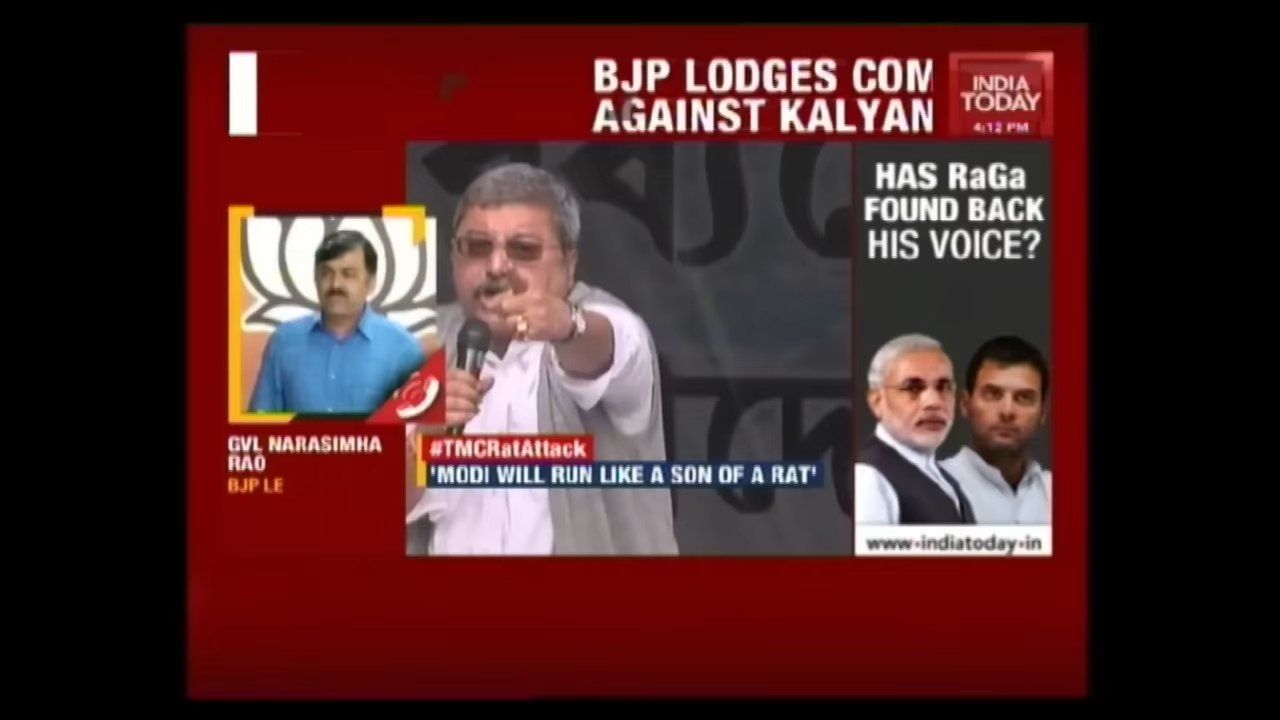 BJP LODGES COM
AGAINST KALYAN
INDIA
TODAY
4:12 PM
HAS RaGa
FOUND BACK
HIS VOICE?
GVL NARASIMHA
RAO
BJP LE
#TMCRatAttack
'MODI WILL RUN LIKE A SON OF A RAT'
www.indiatoday.in